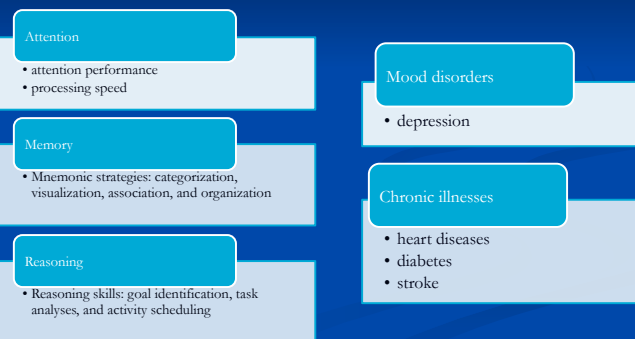 Attention
• attention performance
• processing speed
Memory
• Mnemonic strategies: categorization,
visualization, association, and organization
Reasoning
• Reasoning skills: goal identification, task
analyses, and activity scheduling
Mood disorders
• depression
Chronic illnesses
• heart diseases
• diabetes
• stroke